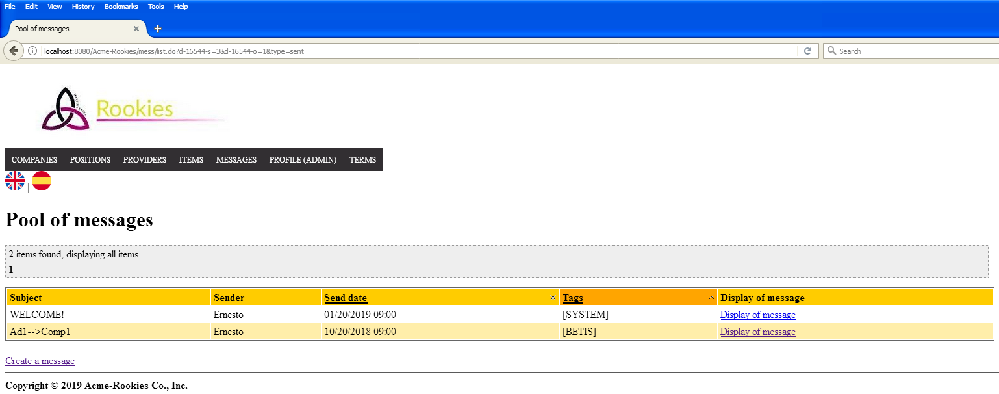 File Edit View History Bookmarks Tools Help
Pool of messages
localhost:8080/Acme-Rookies/mess/list.do?d-16544-s=3&d-16544-o=1&type=sent
Search
Rookies
COMPANIES POSITIONS PROVIDERS ITEMS MESSAGES PROFILE (ADMIN) TERMS
|
Pool of messages
2 items found, displaying all items.
1
Subject Sender Send date Tags Display of message
WELCOME! Ernesto 01/20/2019 09:00 [SYSTEM] Display of message
Ad1-->Comp1 Ernesto 10/20/2018 09:00 [BETIS] Display of message
Create a message
Copyright © 2019 Acme-Rookies Co., Inc.